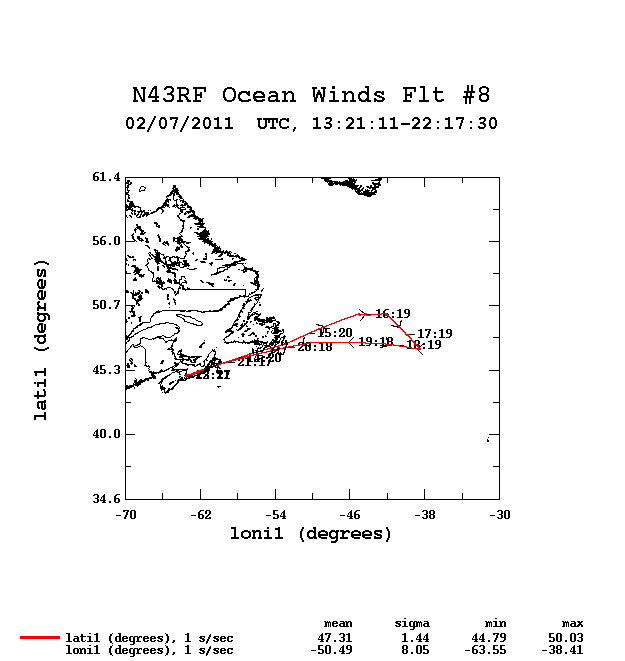 N43RF Ocean Winds Flt #8
02/07/2011 UTC, 13:21:11-22:17:30
61.4
56.0
50.7
16:19
15:20
17:19
20:18
19:18
18:19
45.3
21:17
40.0
34.6
-70 -62 -54 -46 -38 -30
loni1 (degrees)
lati1 (degrees)
mean sigma min max
lati1 (degrees), 1 s/sec 47.31 1.44 44.79 50.03
loni1 (degrees), 1 s/sec -50.49 8.05 -63.55 -38.41